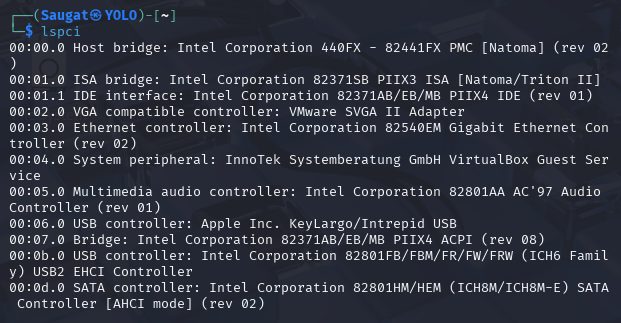 ┌──(Saugat㉿YOLO)-[~]
└─$ lspci
00:00.0 Host bridge: Intel Corporation 440FX - 82441FX PMC [Natoma] (rev 02
)
00:01.0 ISA bridge: Intel Corporation 82371SB PIIX3 ISA [Natoma/Triton II]
00:01.1 IDE interface: Intel Corporation 82371AB/EB/MB PIIX4 IDE (rev 01)
00:02.0 VGA compatible controller: VMware SVGA II Adapter
00:03.0 Ethernet controller: Intel Corporation 82540EM Gigabit Ethernet Con
troller (rev 02)
00:04.0 System peripheral: InnoTek Systemberatung GmbH VirtualBox Guest Ser
vice
00:05.0 Multimedia audio controller: Intel Corporation 82801AA AC'97 Audio
Controller (rev 01)
00:06.0 USB controller: Apple Inc. KeyLargo/Intrepid USB
00:07.0 Bridge: Intel Corporation 82371AB/EB/MB PIIX4 ACPI (rev 08)
00:0b.0 USB controller: Intel Corporation 82801FB/FBM/FR/FW/FRW (ICH6 Famil
y) USB2 EHCI Controller
00:0d.0 SATA controller: Intel Corporation 82801HM/HEM (ICH8M/ICH8M-E) SATA
 Controller [AHCI mode] (rev 02)